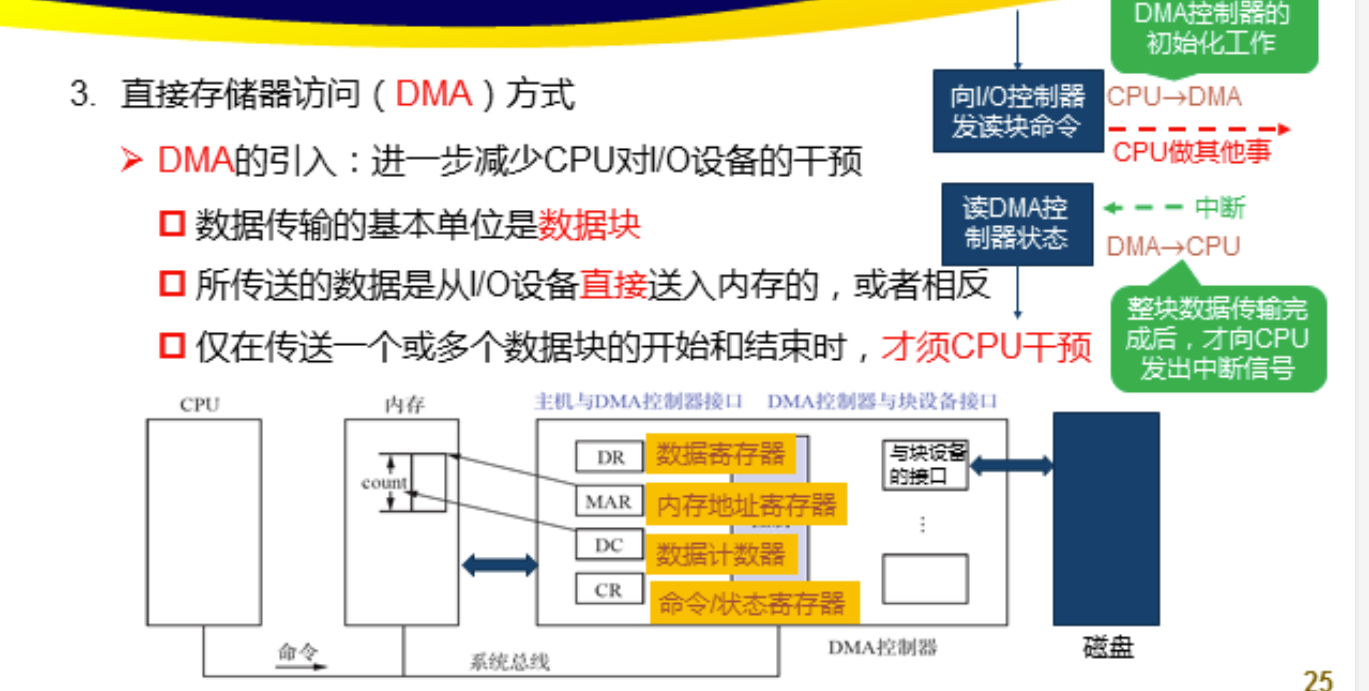 DMA控制器的
初始化工作
3. 直接存储器访问（DMA）方式
向I/O控制器
发读块命令
CPU→DMA
CPU做其他事
➢ DMA的引入：进一步减少CPU对I/O设备的干预
数据传输的基本单位是数据块
读DMA控
制器状态
中断
DMA→CPU
所传送的数据是从I/O设备直接送入内存的，或者相反
仅在传送一个或多个数据块的开始和结束时，才须CPU干预
整块数据传输完
成后，才向CPU
发出中断信号
CPU
内存
主机与DMA控制器接口
DMA控制器与块设备接口
count
DR 数据寄存器
MAR 内存地址寄存器
DC 数据计数器
CR 命令/状态寄存器
与块设备
的接口
⋮
命令
系统总线
DMA控制器
磁盘
25